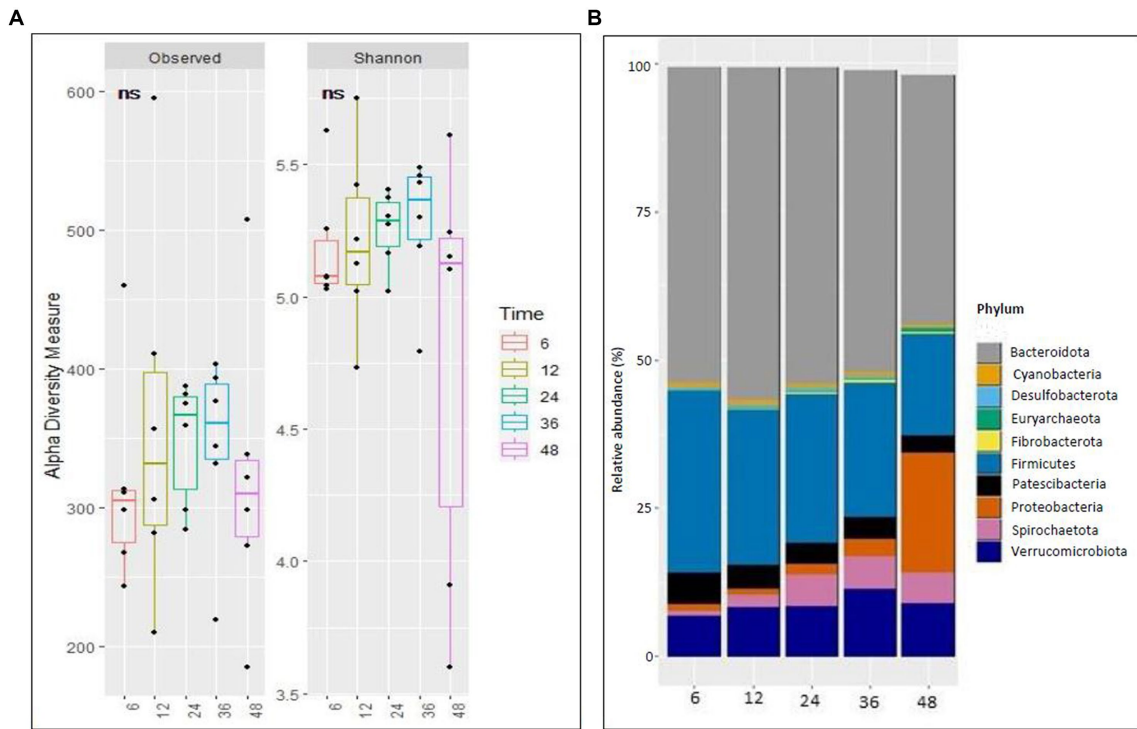 A
Observed
Shannon
ns
ns
600
500
400
300
200
5.5
5.0
4.5
4.0
3.5
Alpha Diversity Measure
6 12 24 36 48
6 12 24 36 48
Time
6
12
24
36
48
B
100
75
50
25
0
Relative abundance (%)
6 12 24 36 48
Phylum
Bacteroidota
Cyanobacteria
Desulfobacterota
Euryarchaeota
Fibrobacterota
Firmicutes
Patescibacteria
Proteobacteria
Spirochaetota
Verrucomicrobiota